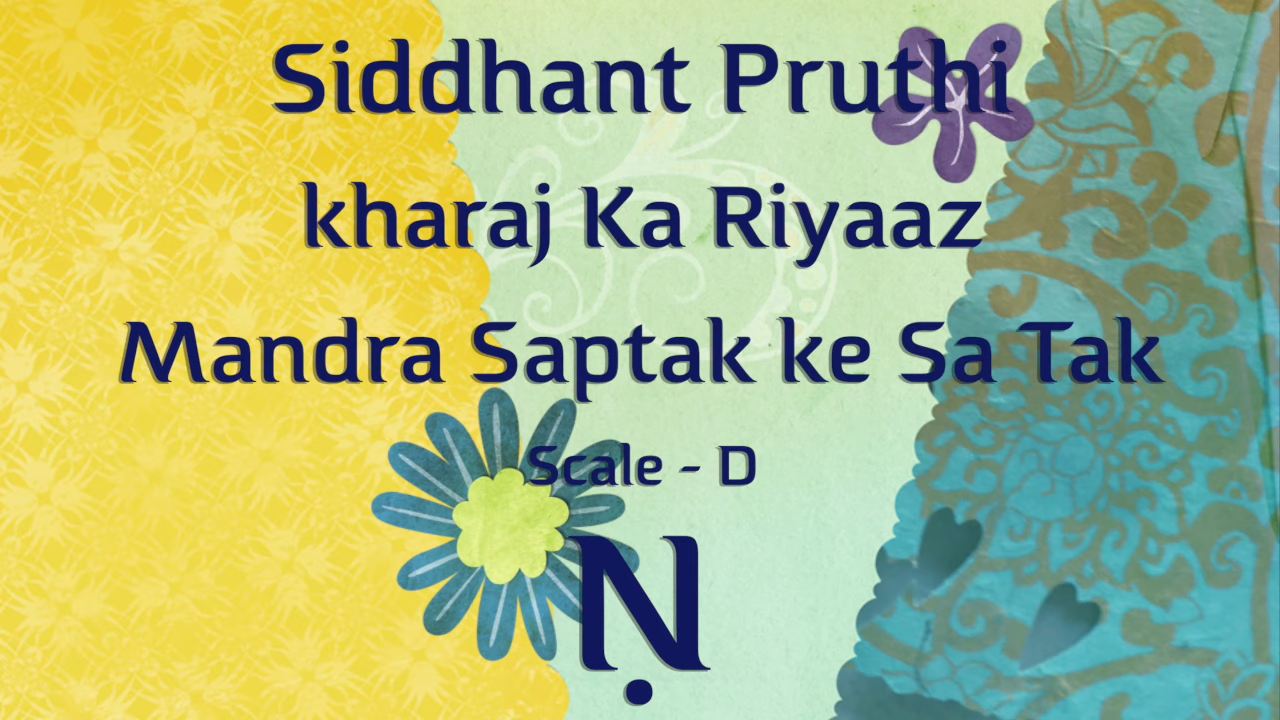 Siddhant Pruthi
kharaj Ka Riyaaz
Mandra Saptak ke Sa Tak
Scale - D
Ṇ